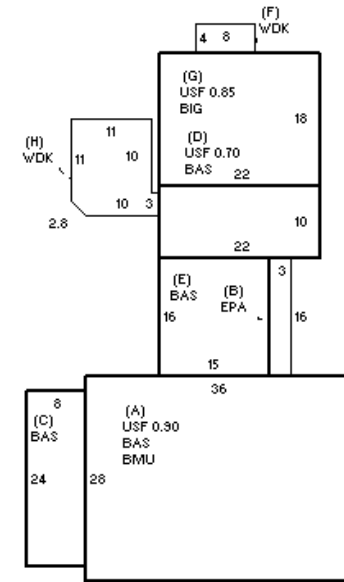 (F)
4 8 WDK
(G)
USF 0.85
BIG
18
11
(H)
WDK
11
10
(D)
USF 0.70
BAS
22
10 3
2.8
10
22
3
(E)
BAS
(B)
EPA
16
16
15
36
8
(C)
BAS
(A)
USF 0.90
BAS
BMU
24
28